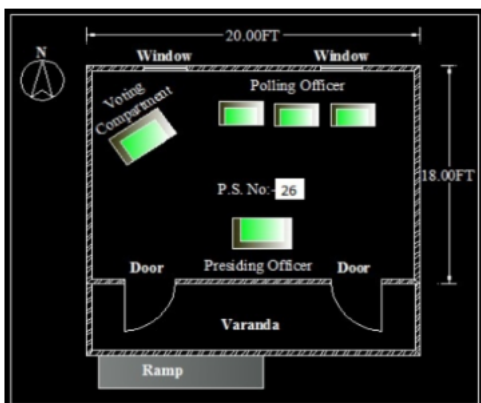 20.00FT
N
Window
Window
Polling Officer
Voting
Compartment
18.00FT
P.S. No:- 26
Door
Presiding Officer
Door
Varanda
Ramp